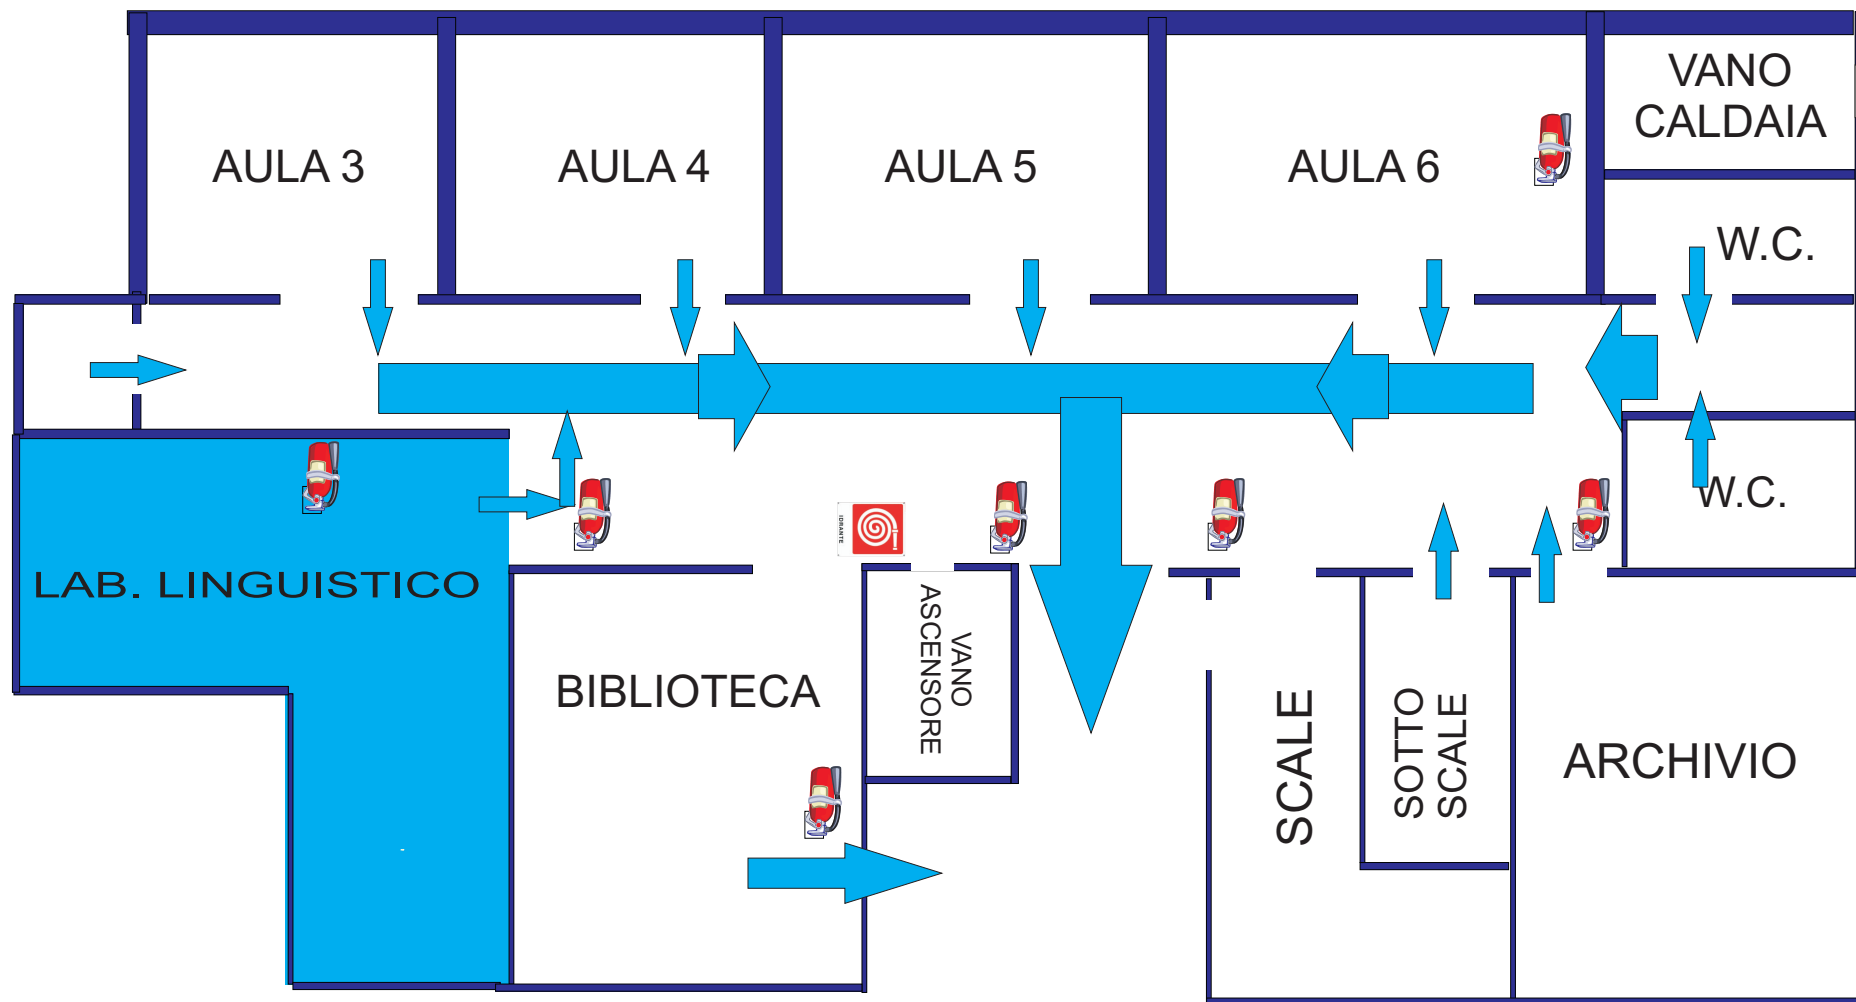 VANO
CALDAIA
AULA 3
AULA 4
AULA 5
AULA 6
W.C.
W.C.
IDRANTE
LAB. LINGUISTICO
BIBLIOTECA
VANO
ASCENSORE
SCALE
SOTTO
SCALE
ARCHIVIO